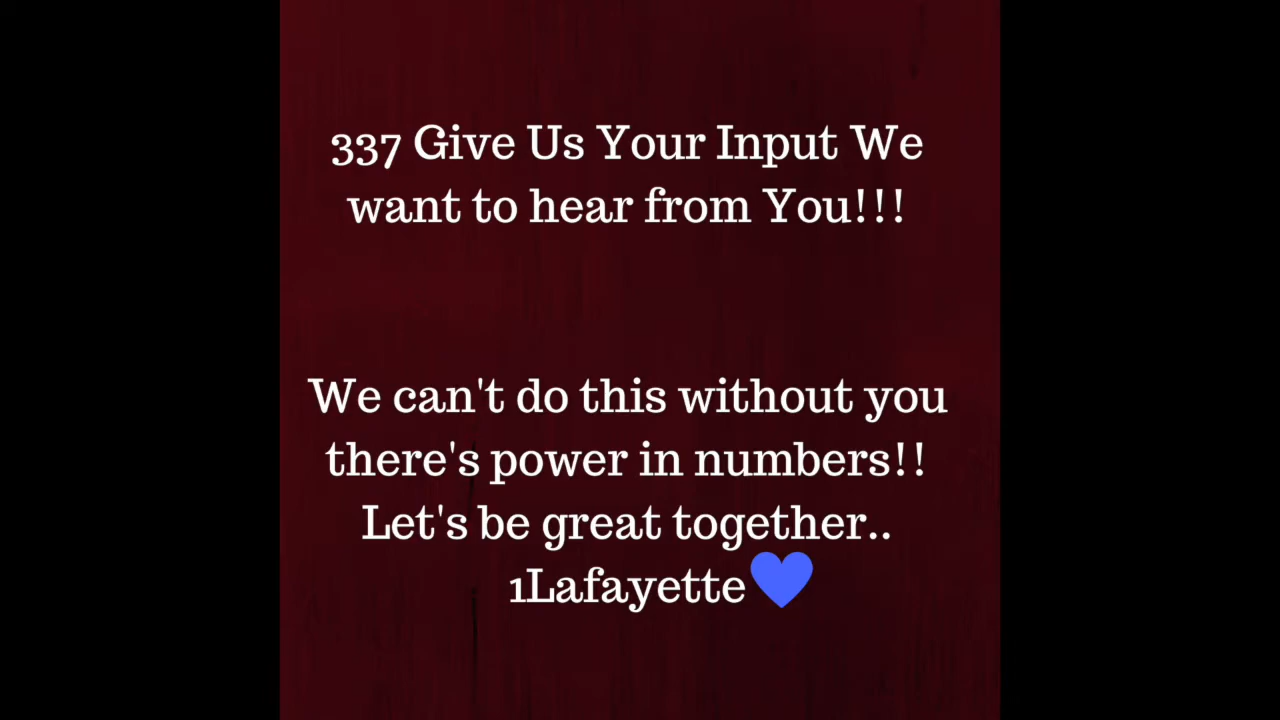 337 Give Us Your Input We
want to hear from You!!!
We can't do this without you
there's power in numbers!!
Let's be great together..
1Lafayette💙